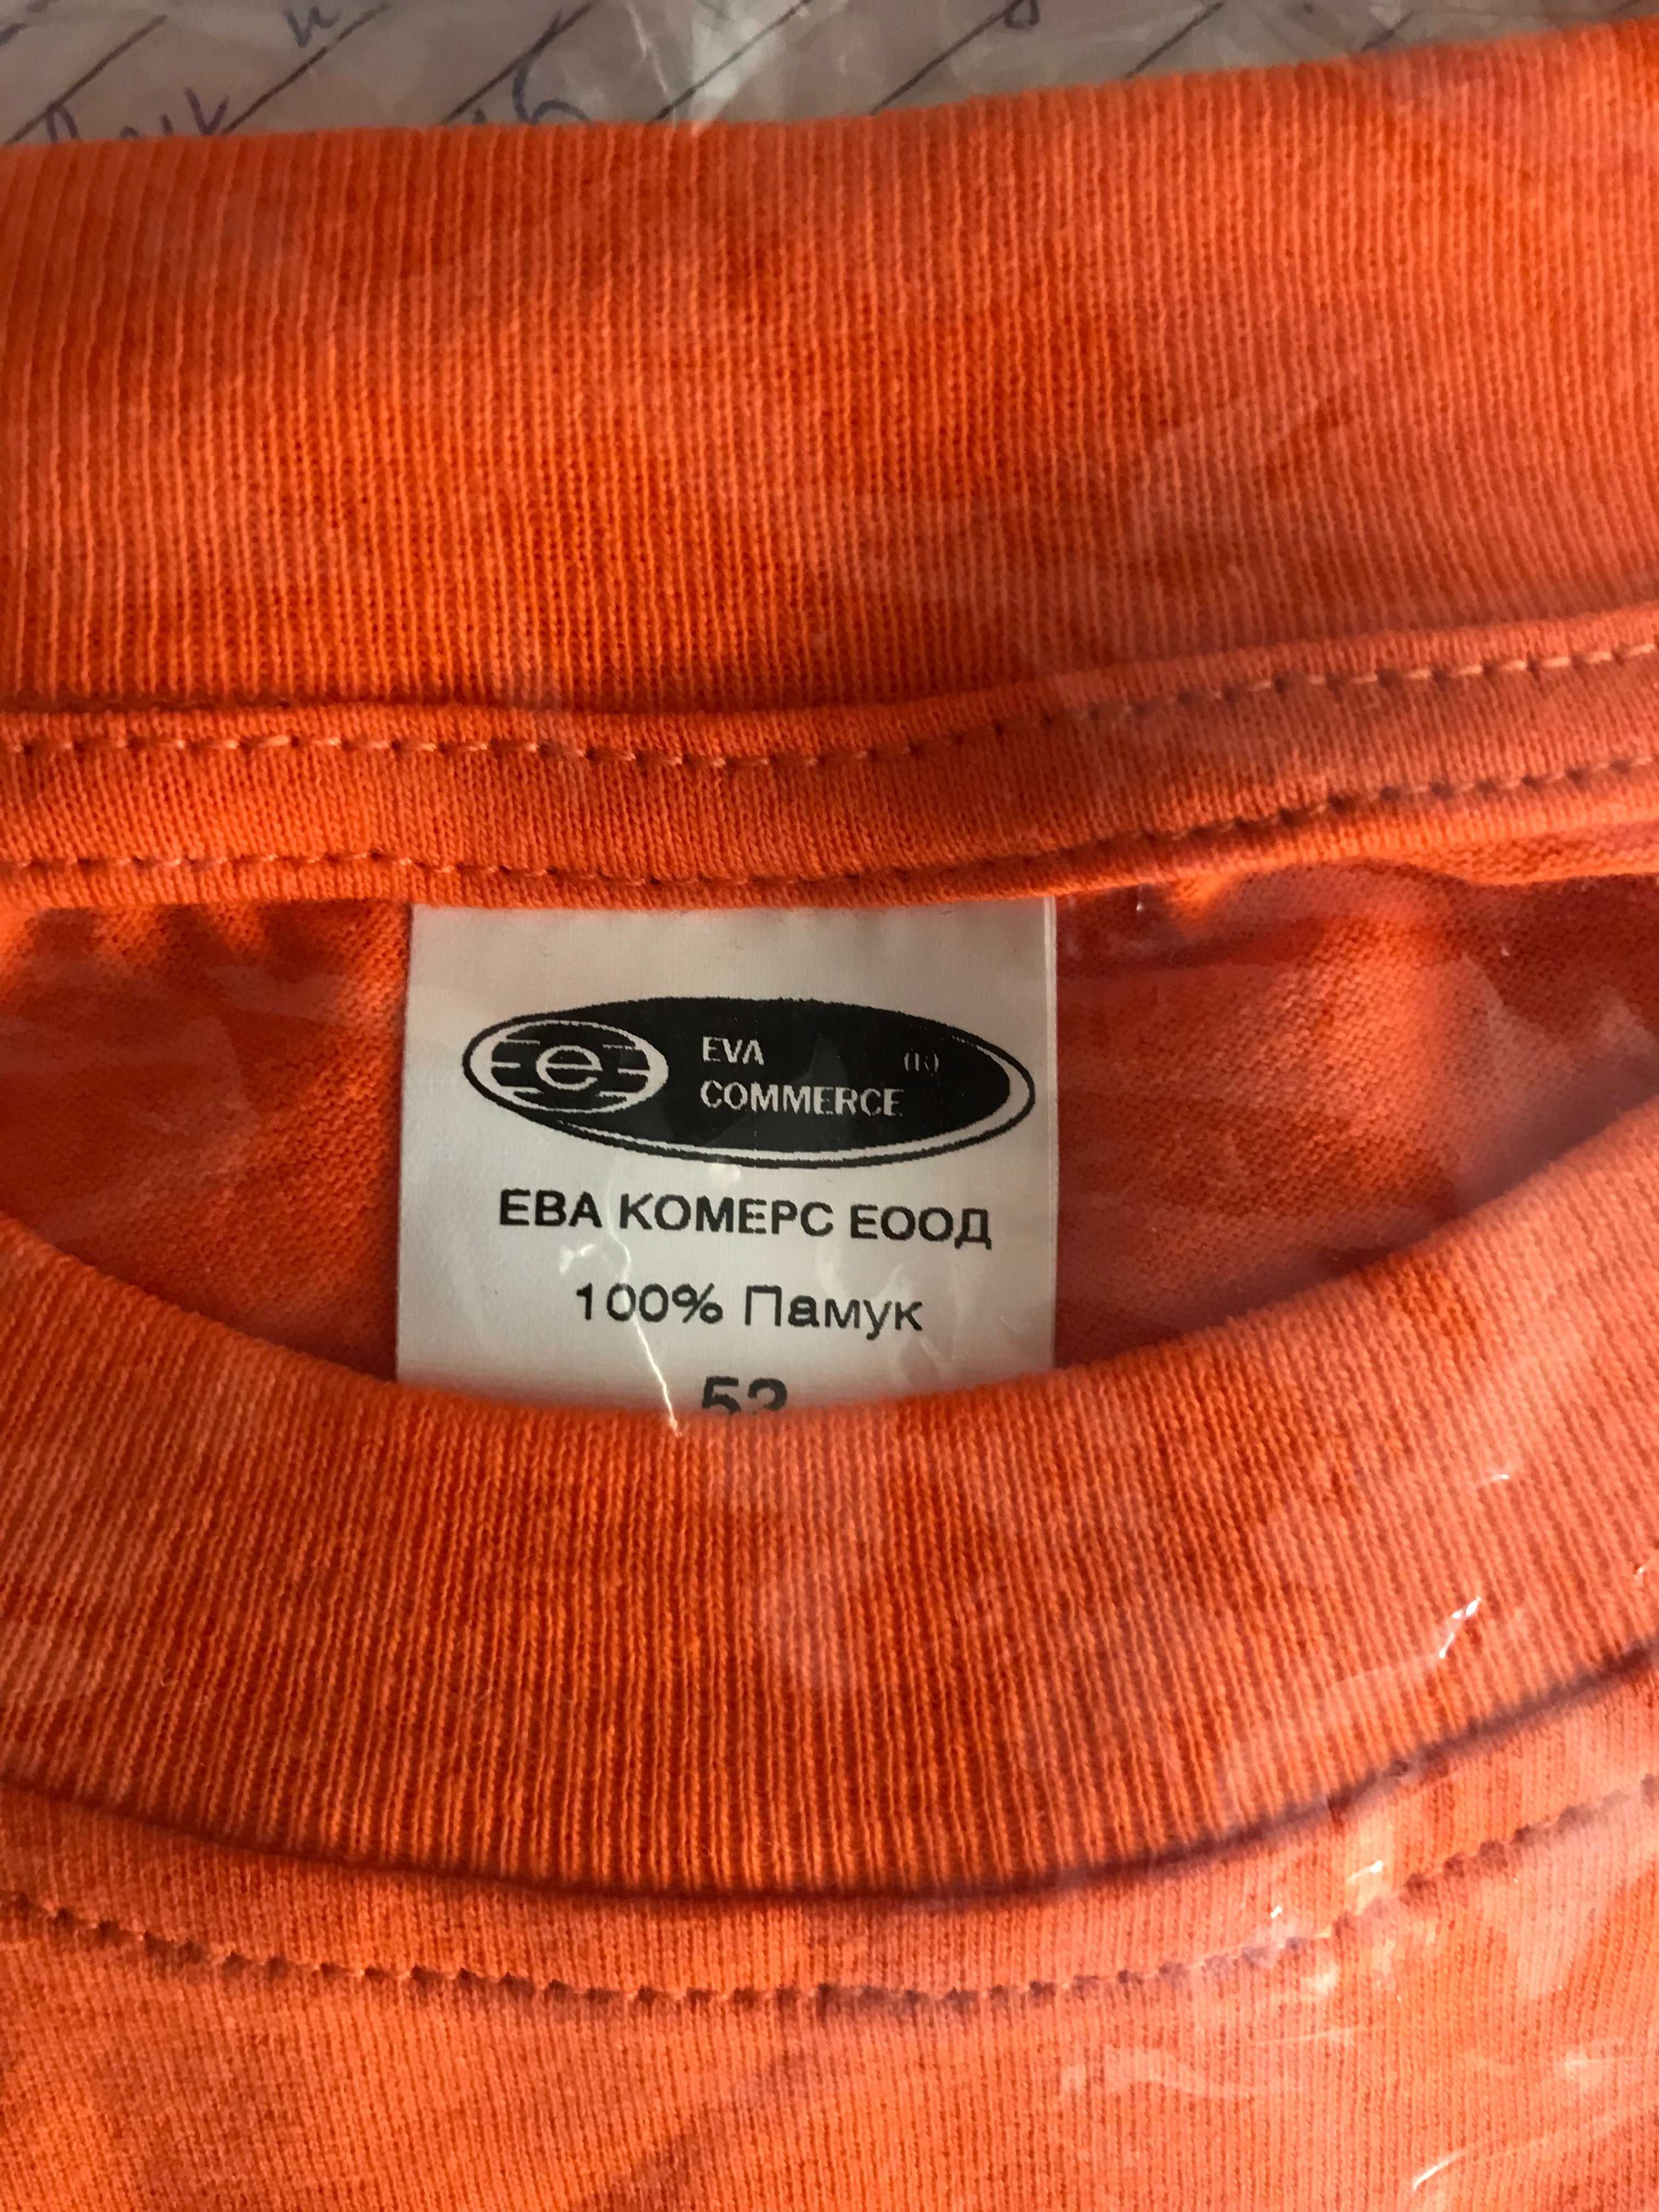 e EVA (R)
COMMERCE
ЕВА КОМЕРС ЕООД
100% Памук